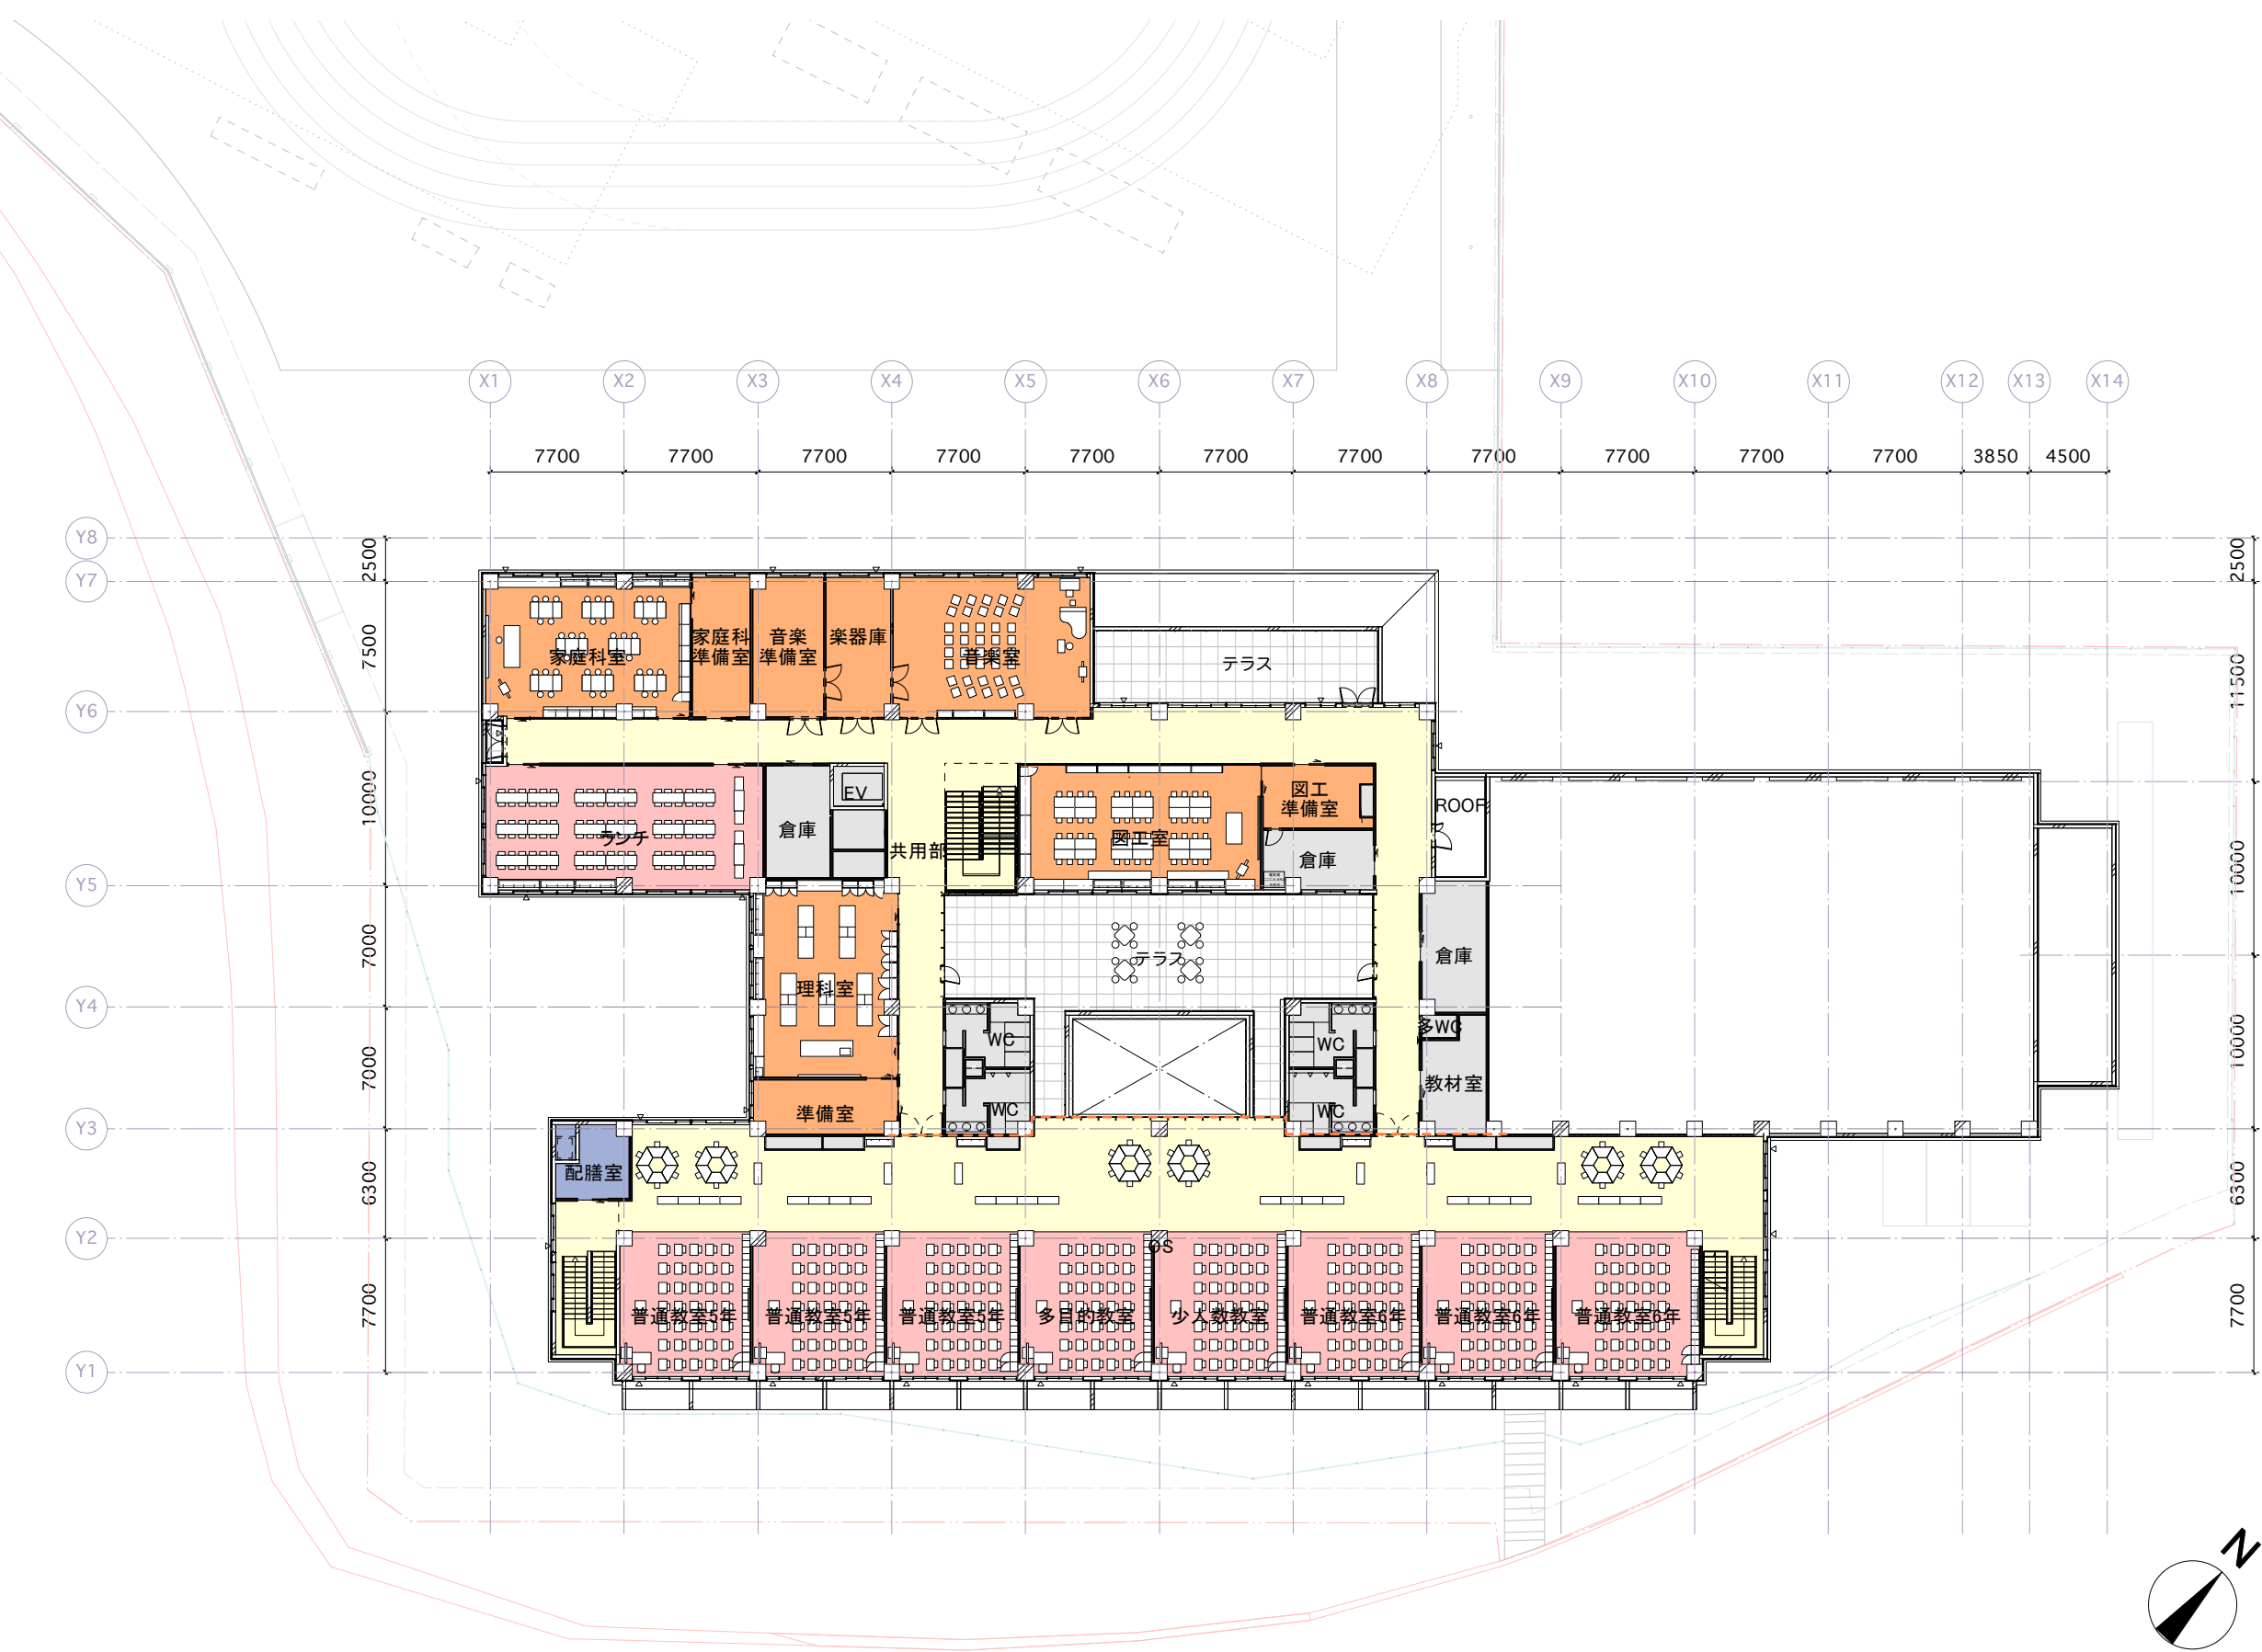 X1 X2 X3 X4 X5 X6 X7 X8 X9 X10 X11 X12 X13 X14
7700 7700 7700 7700 7700 7700 7700 7700 7700 7700 7700 3850 4500
Y8
2500
2500
Y7
7500
11500
家庭科室
家庭科
準備室
音楽
準備室
楽器庫
音楽室
テラス
Y6
10000
10000
ランチ
倉庫
EV
共用部
図工室
図工
準備室
倉庫
ROOF
Y5
7000
理科室
テラス
倉庫
Y4
7000
10000
WC
WC
多WC
準備室
WC
WC
教材室
Y3
6300
6300
配膳室
Y2
OS
7700
7700
普通教室5年
普通教室5年
普通教室5年
多目的教室
少人数教室
普通教室6年
普通教室6年
普通教室6年
Y1
N